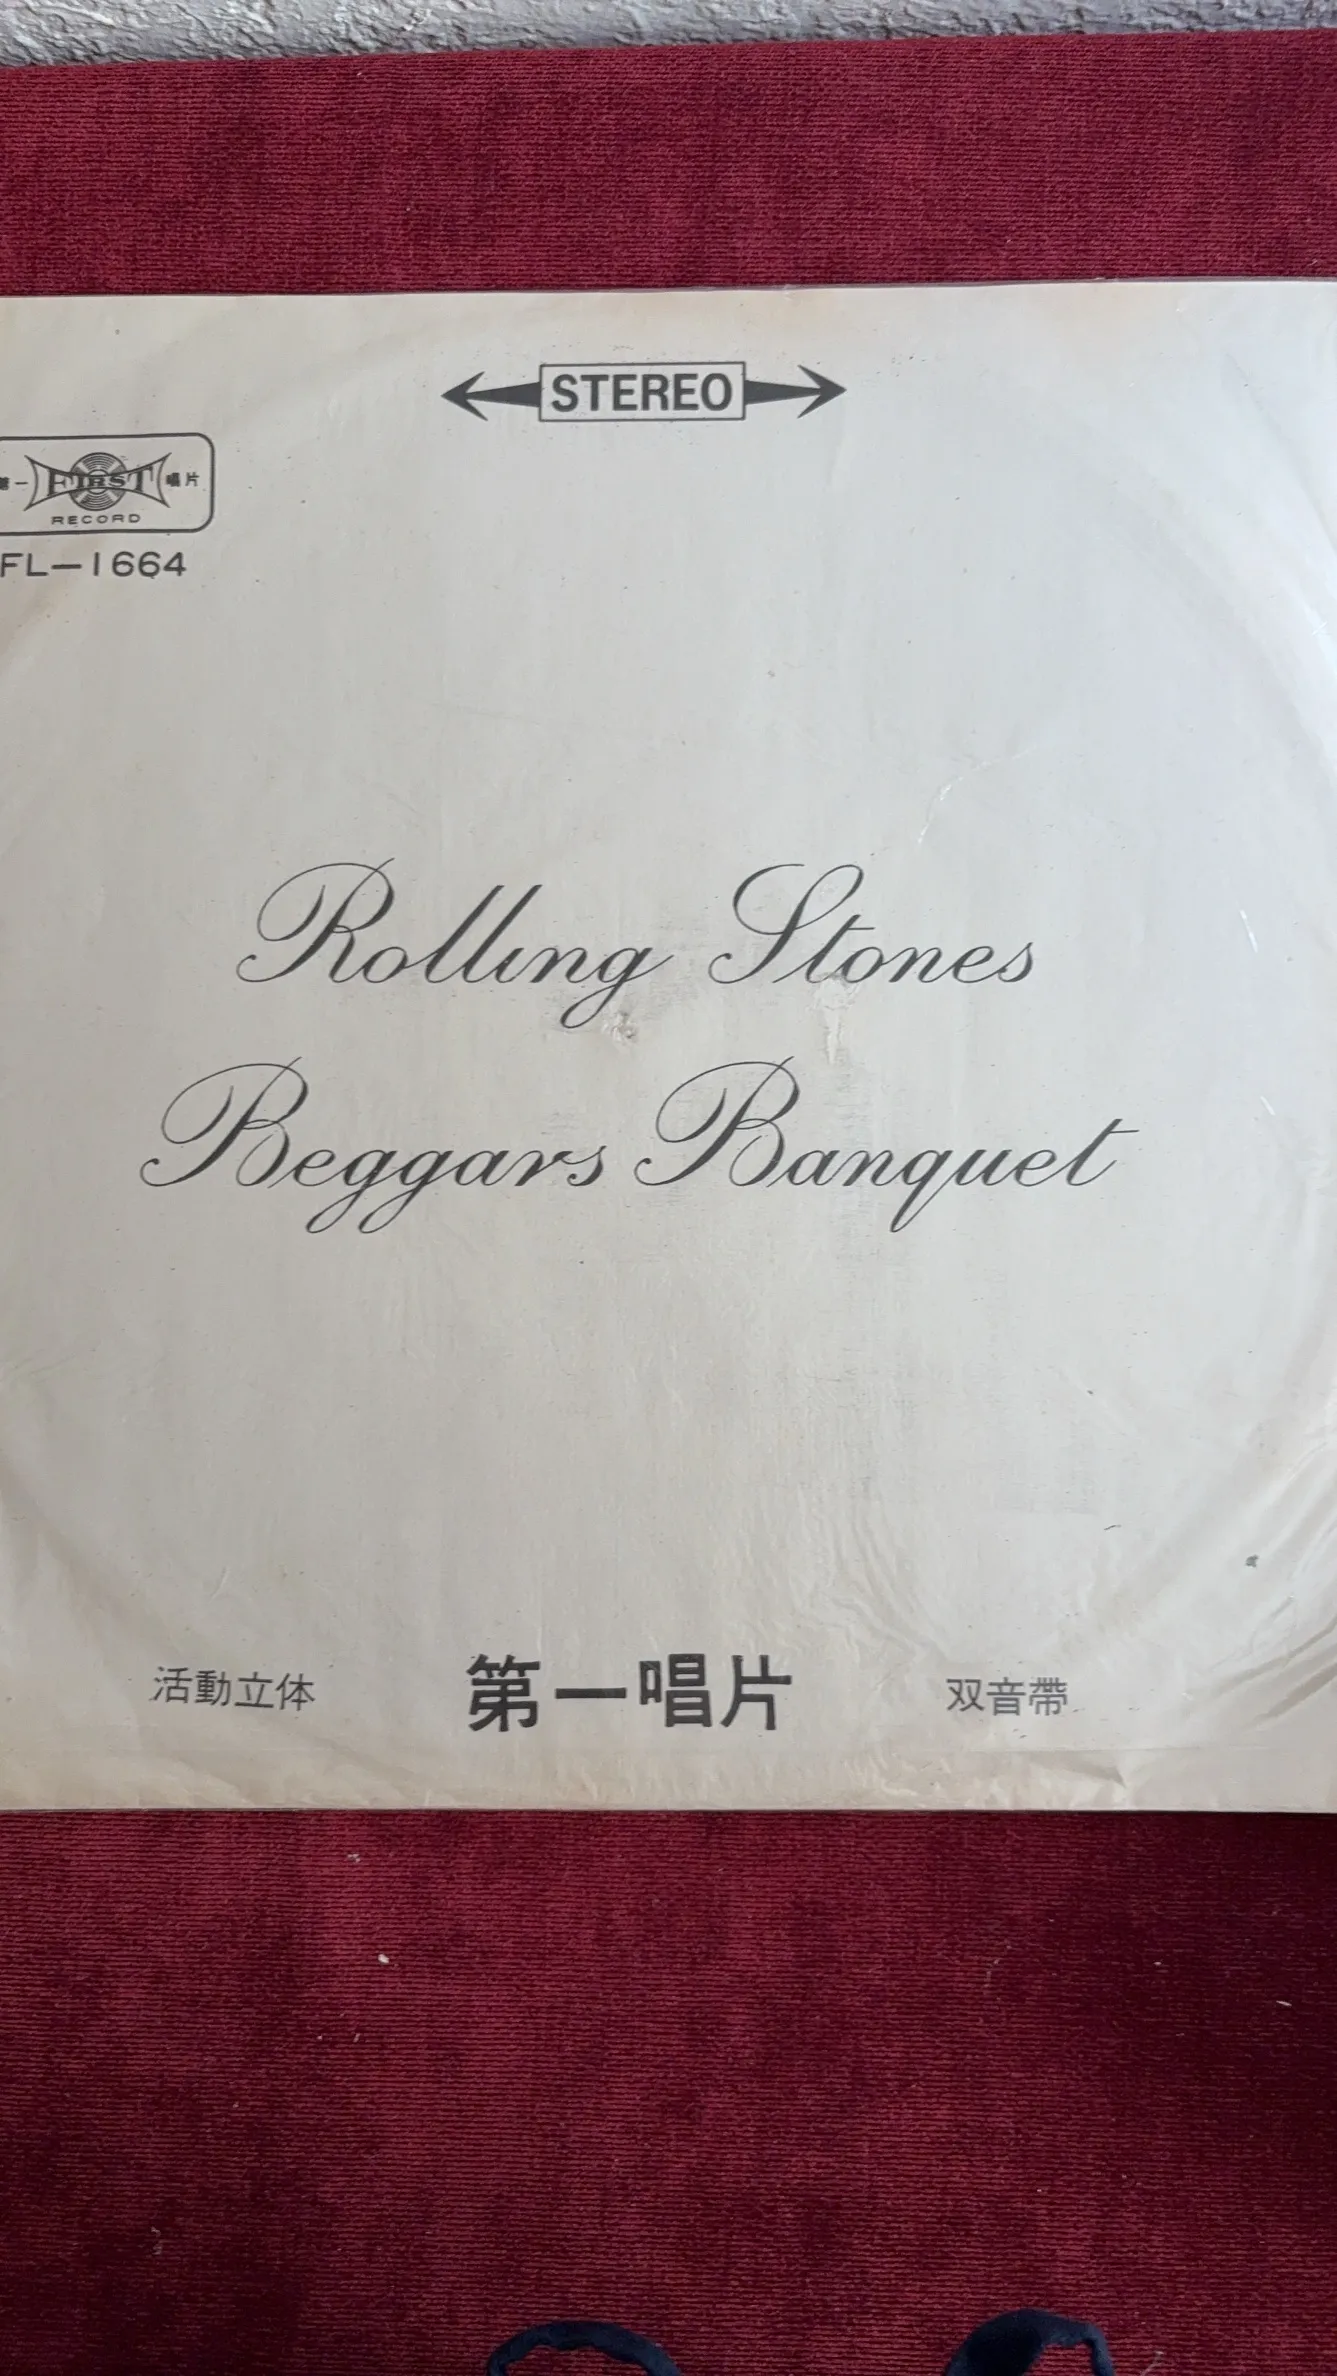 STEREO
第一 FIRST 唱片
RECORD
FL-1664
Rolling Stones
Beggars Banquet
活動立体 第一唱片 双音帶